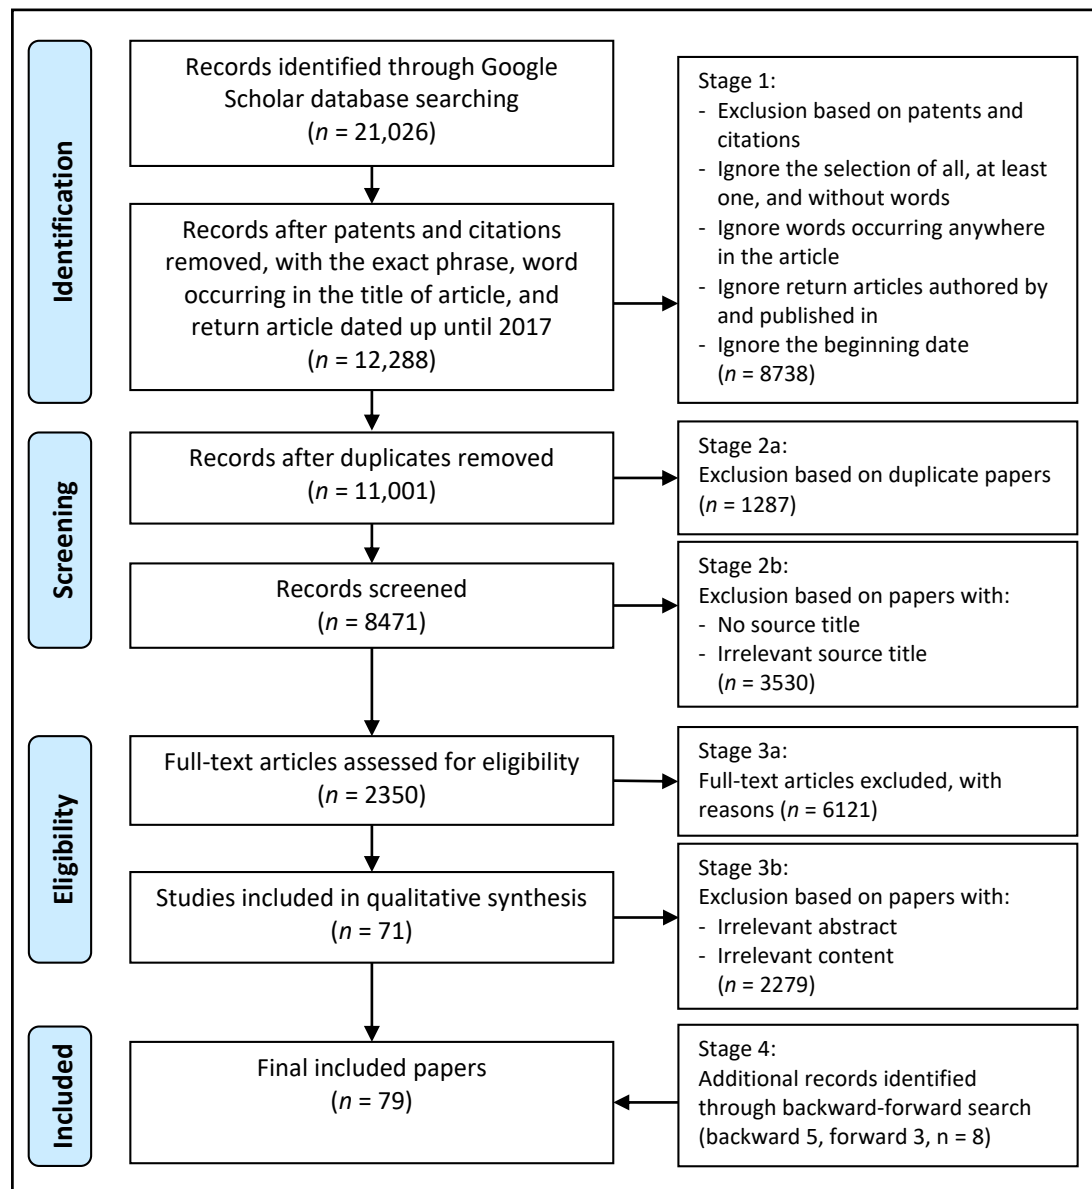 Identification
Records identified through Google
Scholar database searching
(n = 21,026)
Records after patents and citations
removed, with the exact phrase, word
occurring in the title of article, and
return article dated up until 2017
(n = 12,288)
Stage 1:
- Exclusion based on patents and
citations
- Ignore the selection of all, at least
one, and without words
- Ignore words occurring anywhere
in the article
- Ignore return articles authored by
and published in
- Ignore the beginning date
(n = 8738)
Screening
Records after duplicates removed
(n = 11,001)
Stage 2a:
Exclusion based on duplicate papers
(n = 1287)
Records screened
(n = 8471)
Stage 2b:
Exclusion based on papers with:
- No source title
- Irrelevant source title
(n = 3530)
Eligibility
Full-text articles assessed for eligibility
(n = 2350)
Stage 3a:
Full-text articles excluded, with
reasons (n = 6121)
Studies included in qualitative synthesis
(n = 71)
Stage 3b:
Exclusion based on papers with:
- Irrelevant abstract
- Irrelevant content
(n = 2279)
Included
Final included papers
(n = 79)
Stage 4:
Additional records identified
through backward-forward search
(backward 5, forward 3, n = 8)